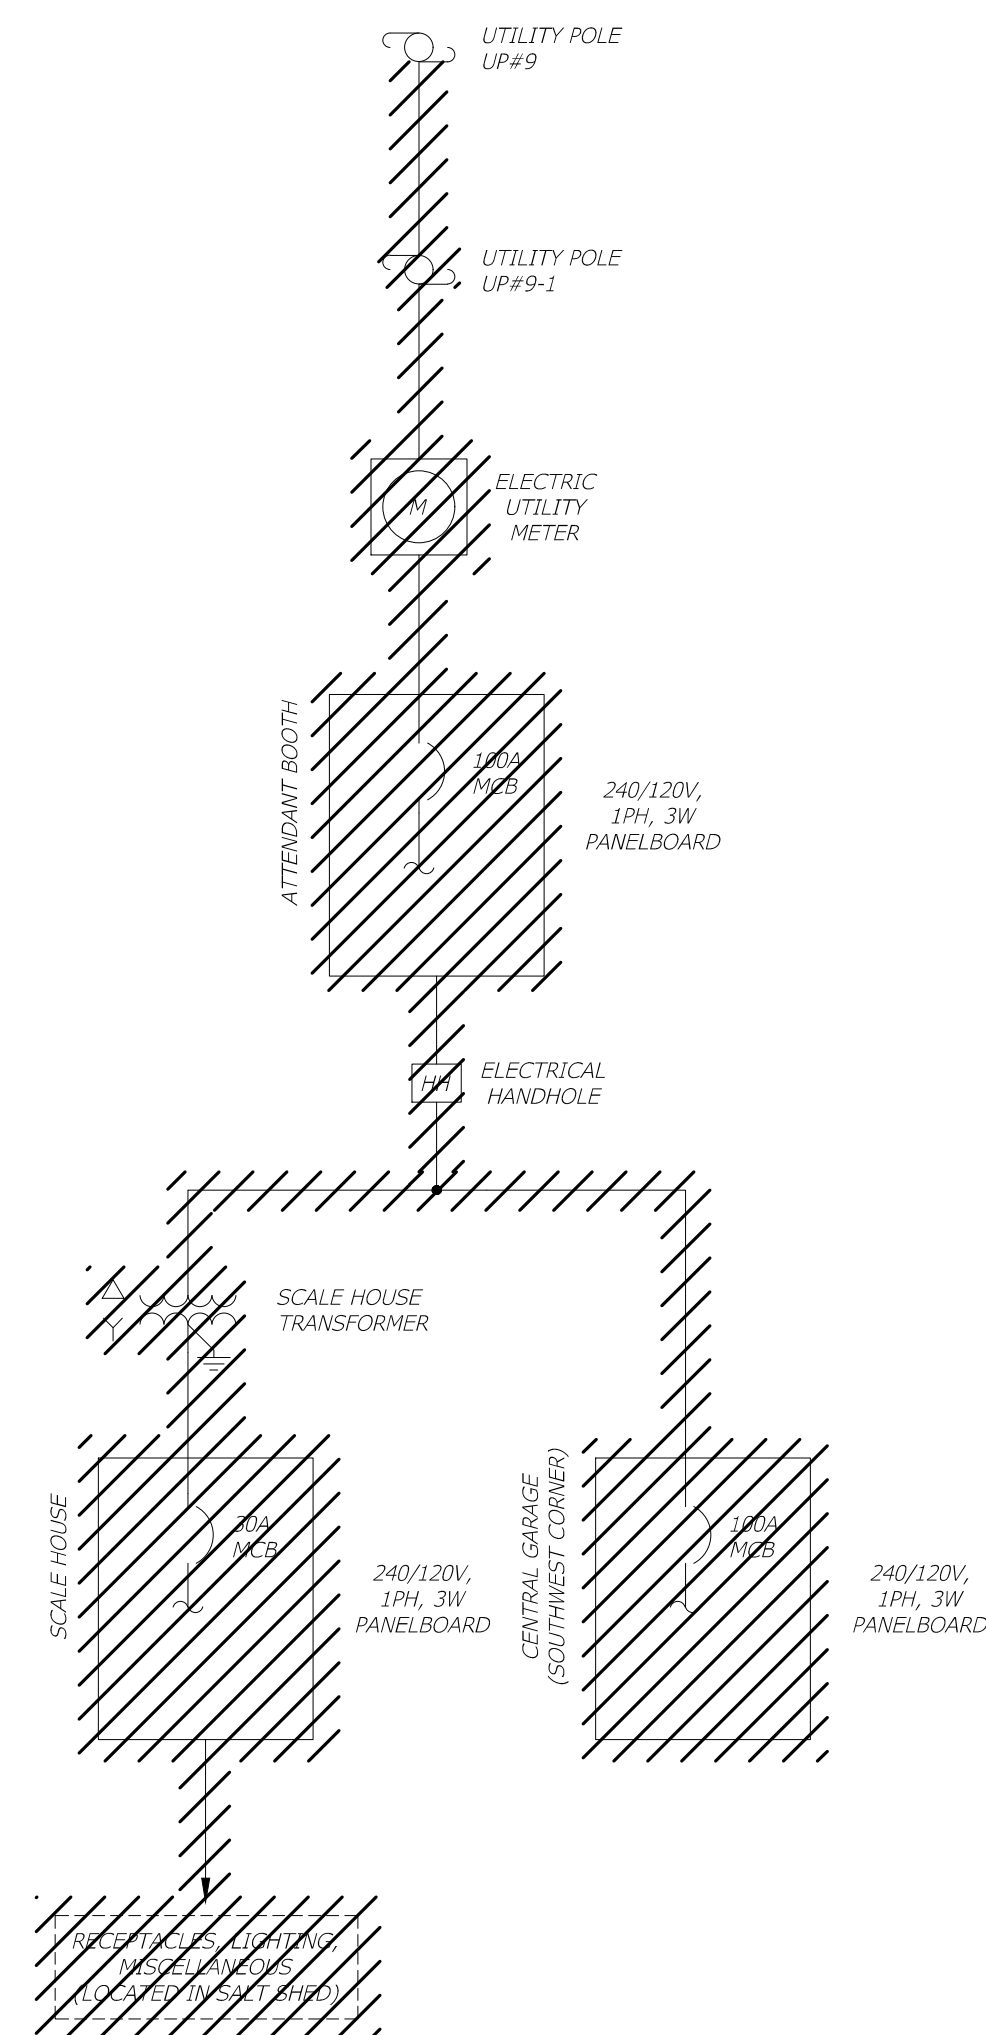 UTILITY POLE
UP#9
UTILITY POLE
UP#9-1
ELECTRIC
UTILITY
METER
M
ATTENDANT BOOTH
100A
MCB
240/120V,
1PH, 3W
PANELBOARD
HH
ELECTRICAL
HANDHOLE
SCALE HOUSE
TRANSFORMER
SCALE HOUSE
30A
MCB
240/120V,
1PH, 3W
PANELBOARD
CENTRAL GARAGE
(SOUTHWEST CORNER)
100A
MCB
240/120V,
1PH, 3W
PANELBOARD
RECEPTACLES, LIGHTING,
MISCELLANEOUS
(LOCATED IN SALT SHED)